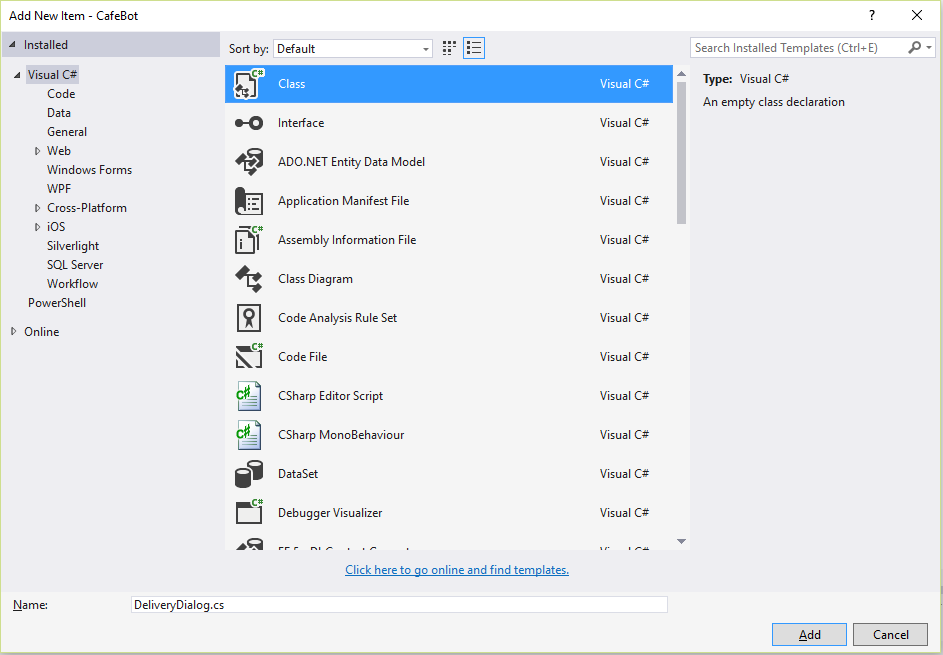 Add New Item - CafeBot
?
Installed
Sort by: Default
Search Installed Templates (Ctrl+E)
Visual C#
Code
Data
General
Web
Windows Forms
WPF
Cross-Platform
iOS
Silverlight
SQL Server
Workflow
PowerShell
Online
C# Class Visual C#
Interface Visual C#
ADO.NET Entity Data Model Visual C#
Application Manifest File Visual C#
C# Assembly Information File Visual C#
Class Diagram Visual C#
Code Analysis Rule Set Visual C#
C# Code File Visual C#
C# CSharp Editor Script Visual C#
C# CSharp MonoBehaviour Visual C#
DataSet Visual C#
C# Debugger Visualizer Visual C#
Type: Visual C#
An empty class declaration
Click here to go online and find templates.
Name: DeliveryDialog.cs
Add Cancel